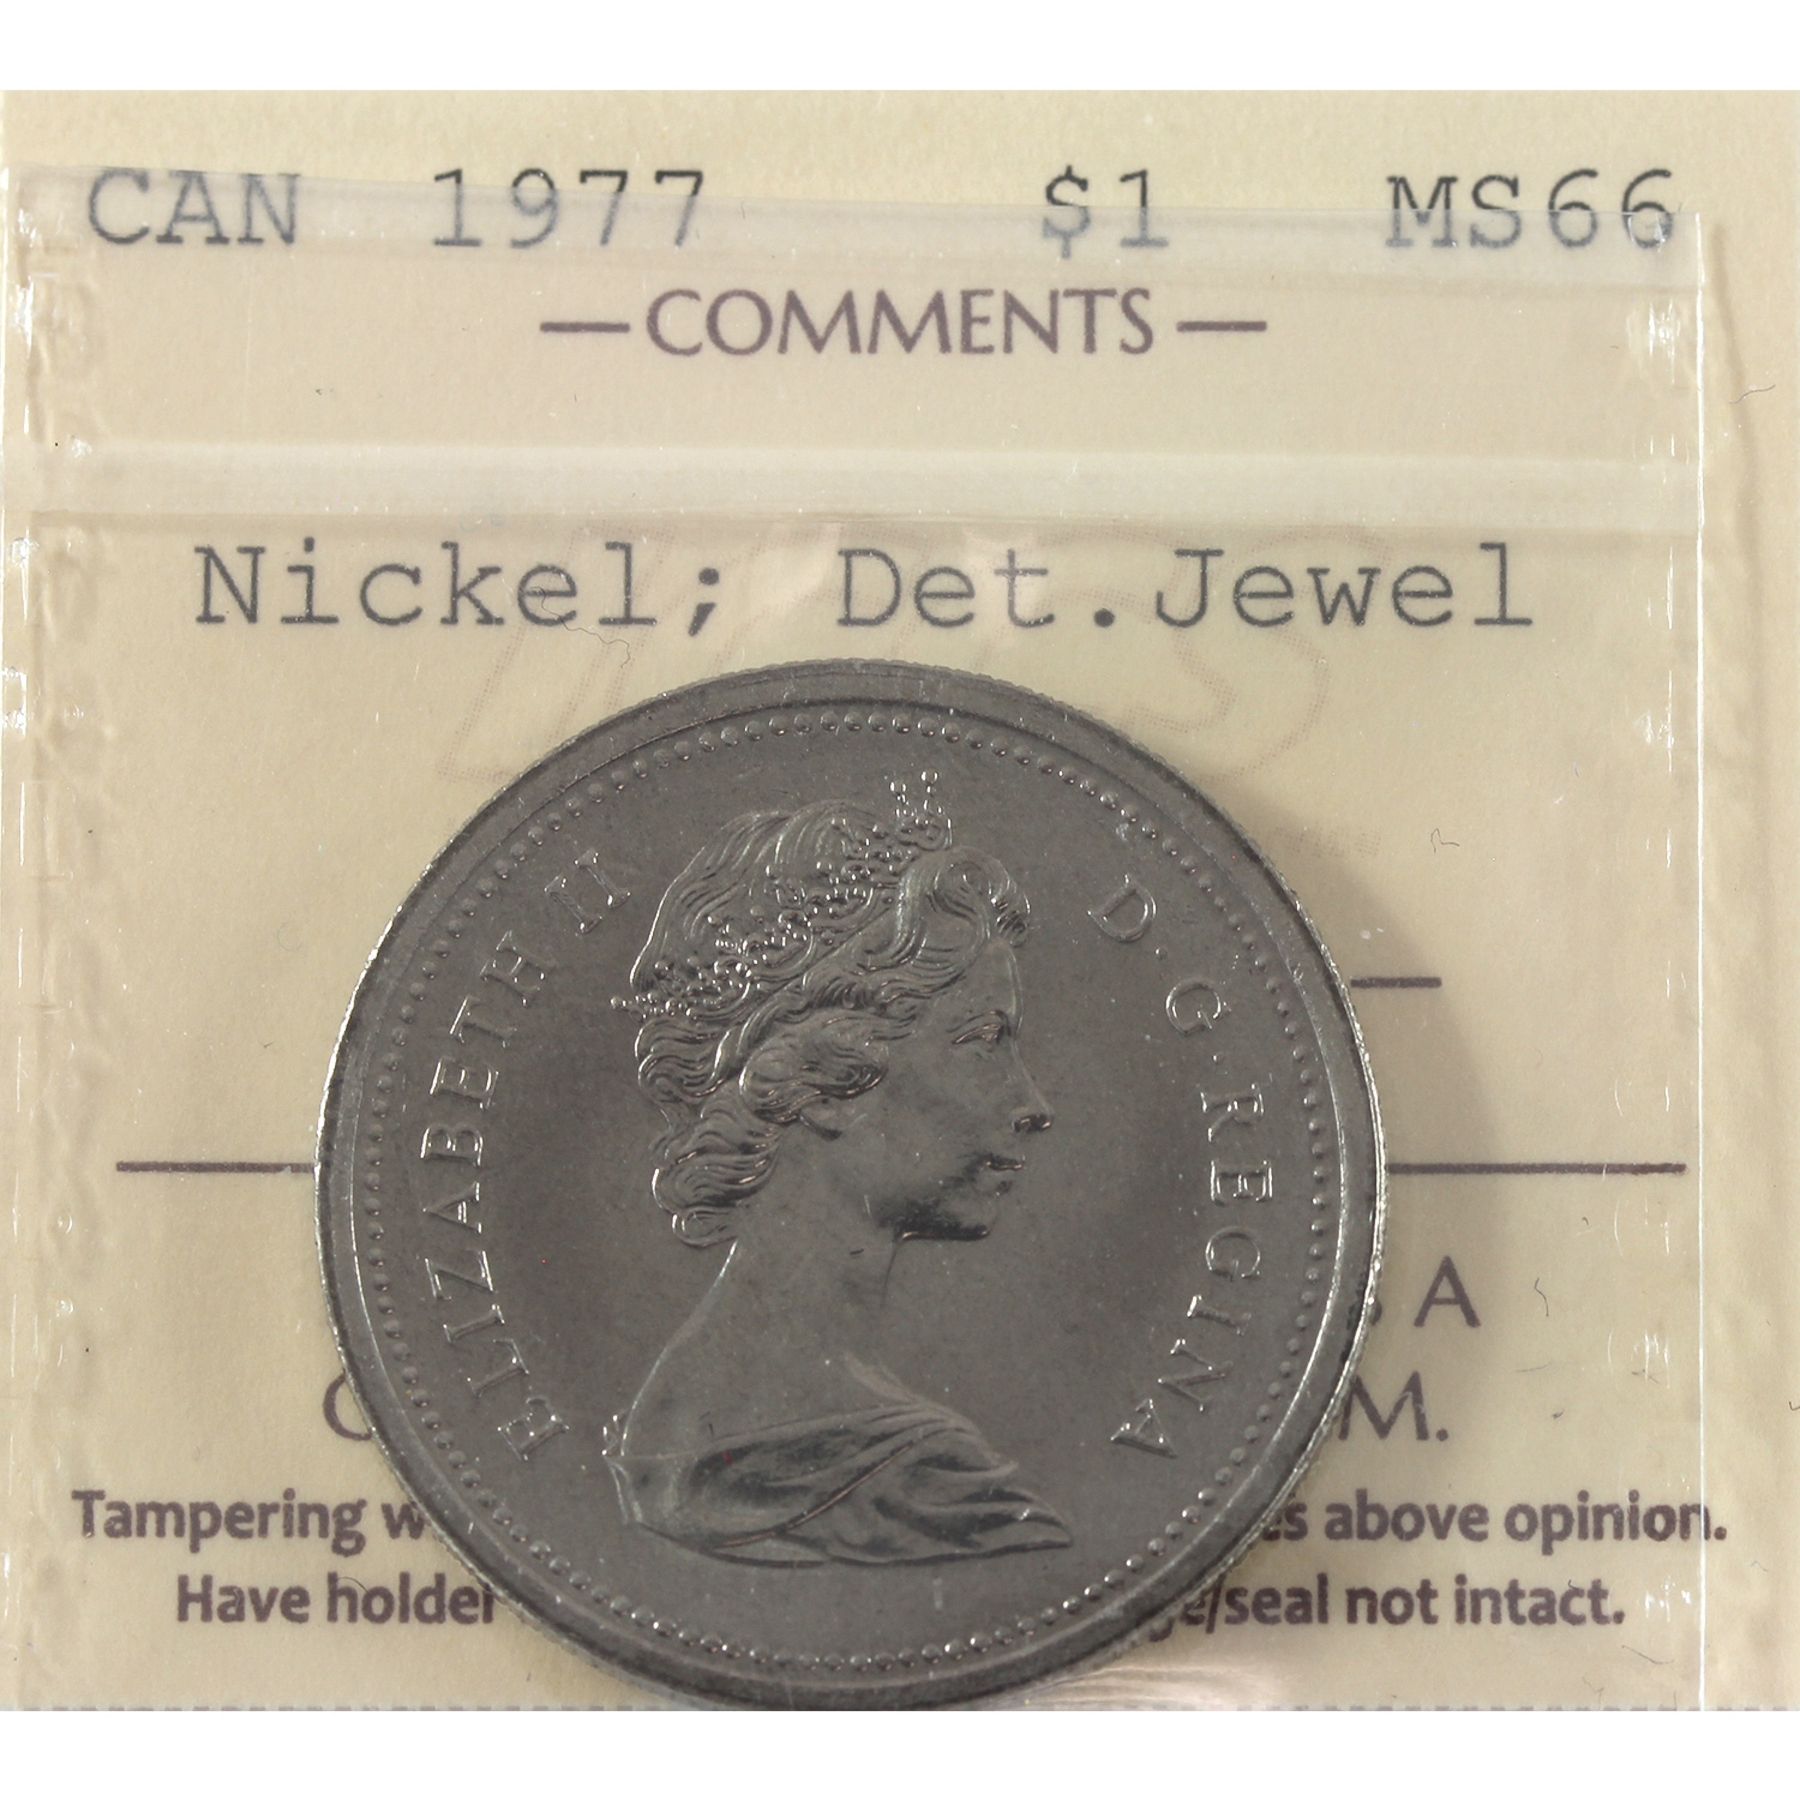 CAN 1977 $1 MS66
COMMENTS
Nickel; Det.Jewel
ELIZABETH II D·G·REGINA
A
M.
Tampering above opinion.
Have holder seal not intact.